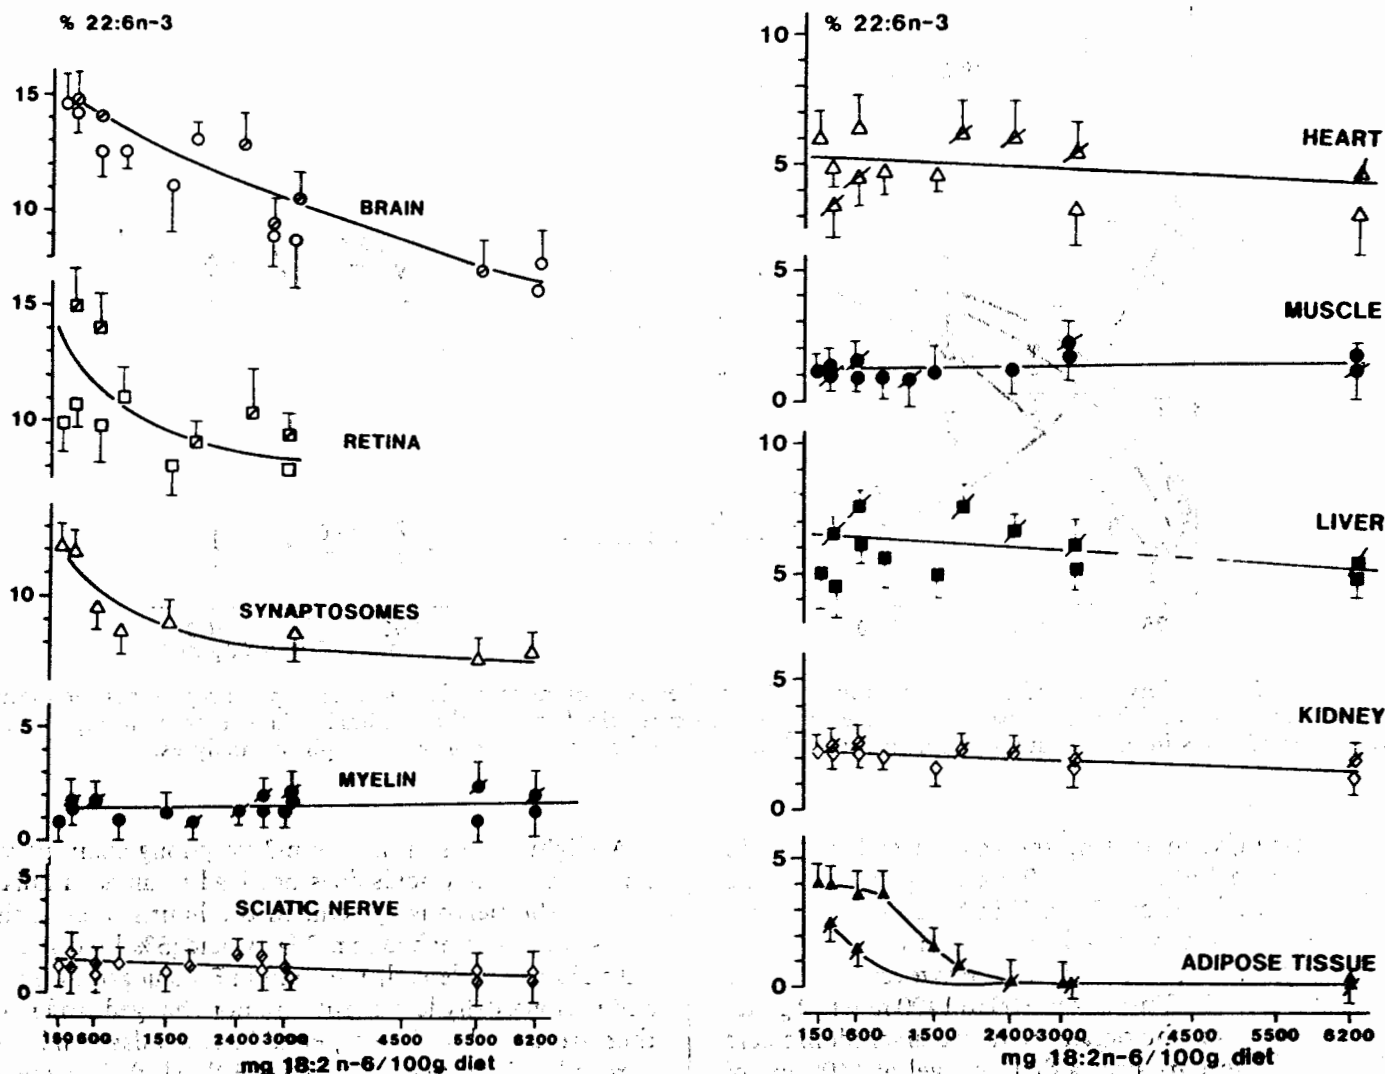 % 22:6n-3
15
10
BRAIN
15
10
RETINA
10
SYNAPTOSOMES
5
0
MYELIN
5
0
SCIATIC NERVE
150 600 1500 2400 3000 4500 5500 6200
mg 18:2 n-6/100g diet
% 22:6n-3
10
5
HEART
5
0
MUSCLE
10
5
LIVER
5
0
KIDNEY
5
0
ADIPOSE TISSUE
150 600 1500 2400 3000 4500 5500 6200
mg 18:2n-6/100g diet